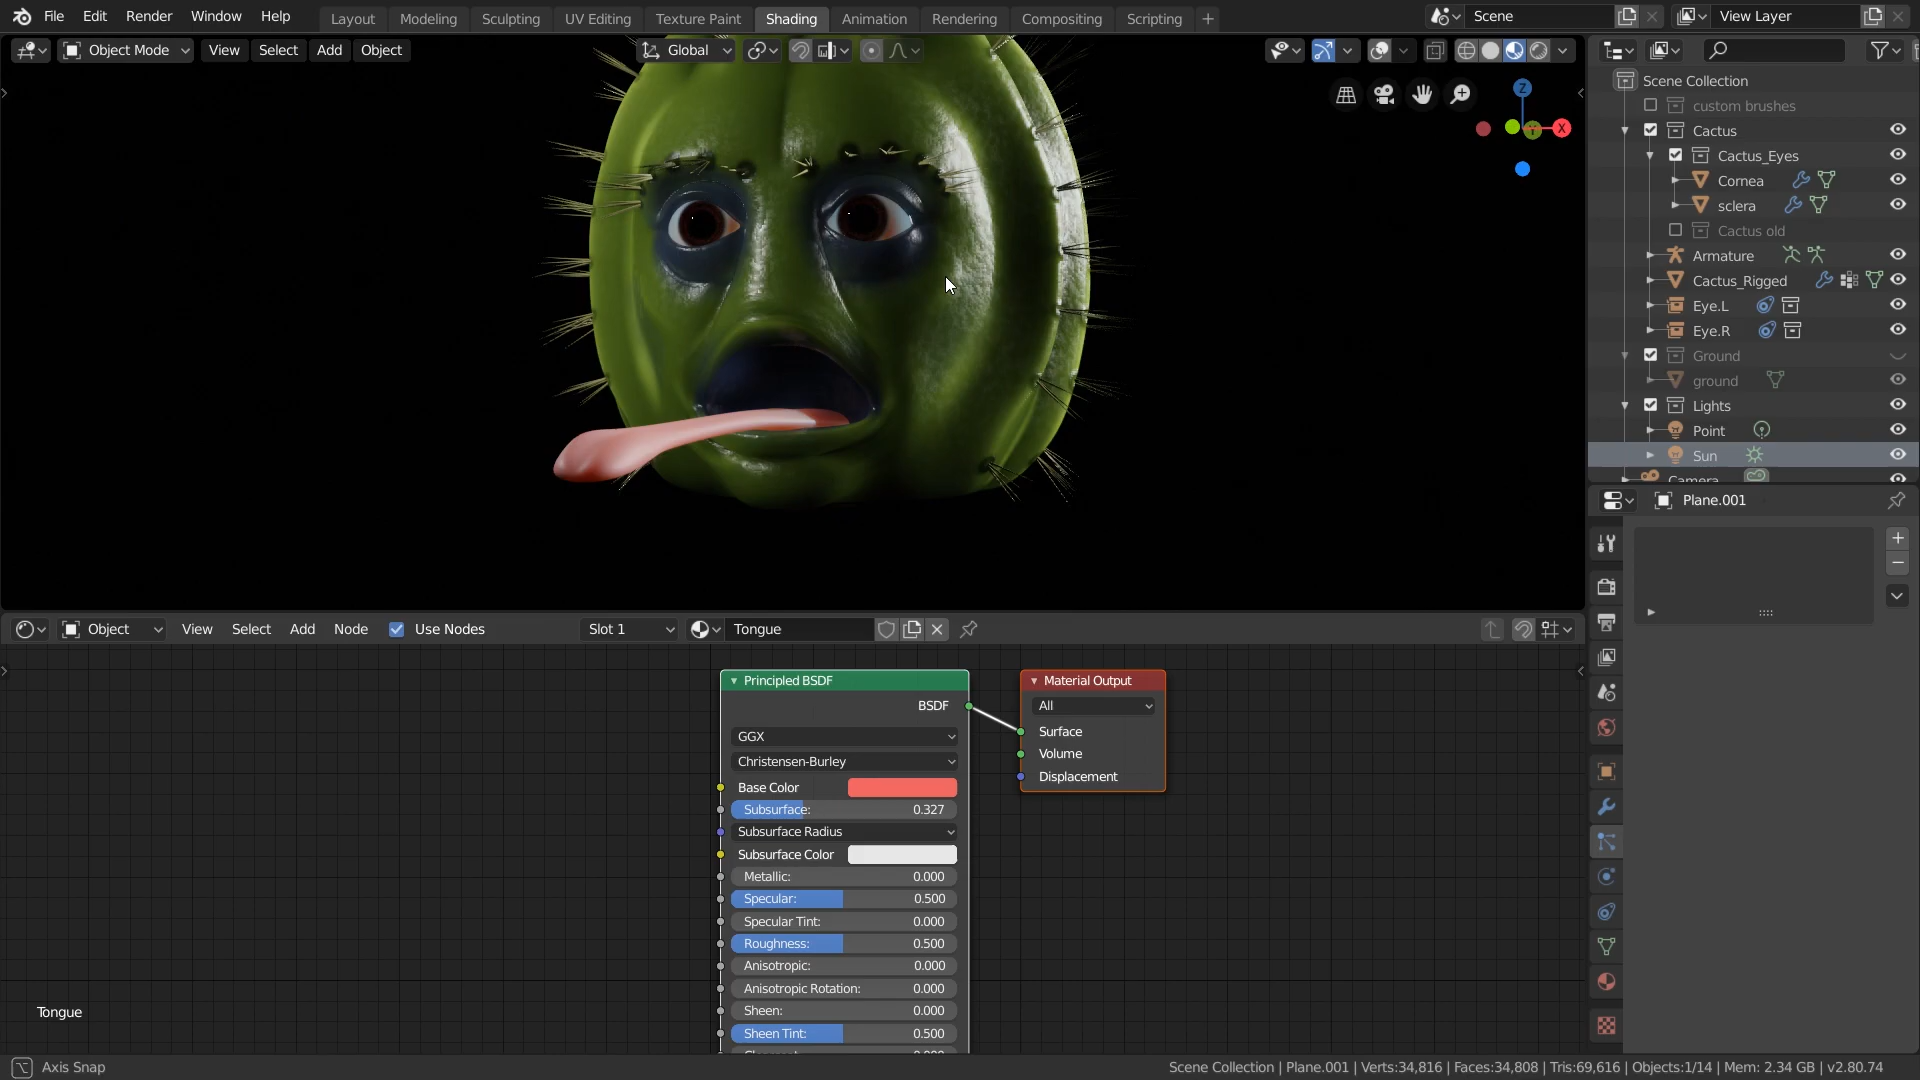 File Edit Render Window Help Layout Modeling Sculpting UV Editing Texture Paint Shading Animation Rendering Compositing Scripting + Scene View Layer
Object Mode View Select Add Object Global
Z
X
Scene Collection
custom brushes
Cactus
Cactus_Eyes
Cornea
sclera
Cactus old
Armature
Cactus_Rigged
Eye.L
Eye.R
Ground
ground
Lights
Point
Sun
Camera
Plane.001
Object View Select Add Node Use Nodes Slot 1 Tongue
Principled BSDF
BSDF
GGX
Christensen-Burley
Base Color
Subsurface: 0.327
Subsurface Radius
Subsurface Color
Metallic: 0.000
Specular: 0.500
Specular Tint: 0.000
Roughness: 0.500
Anisotropic: 0.000
Anisotropic Rotation: 0.000
Sheen: 0.000
Sheen Tint: 0.500
Material Output
All
Surface
Volume
Displacement
Tongue
Axis Snap
Scene Collection | Plane.001 | Verts:34,816 | Faces:34,808 | Tris:69,616 | Objects:1/14 | Mem: 2.34 GB | v2.80.74